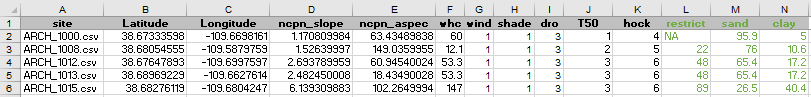 A B C D E F G H I J K L M N
1 site Latitude Longitude ncpn_slope ncpn_aspec whc wind shade dro T50 hock restrict sand clay
2 ARCH_1000.csv 38.67333598 -109.6698161 1.170809984 63.43489838 60 1 1 3 1 4 NA 95.9 5
3 ARCH_1008.csv 38.68054555 -109.5879759 1.52639997 149.0359955 12.1 1 1 3 2 5 22 76 10.6
4 ARCH_1012.csv 38.67647893 -109.6997597 2.693789959 60.94540024 53.3 1 1 3 3 6 48 65.4 17.2
5 ARCH_1013.csv 38.68969229 -109.6627614 2.482450008 18.43490028 53.3 1 1 3 3 6 48 65.4 17.2
6 ARCH_1015.csv 38.68276119 -109.6804247 6.139309883 102.2649994 147 1 1 3 3 6 89 26.5 40.4